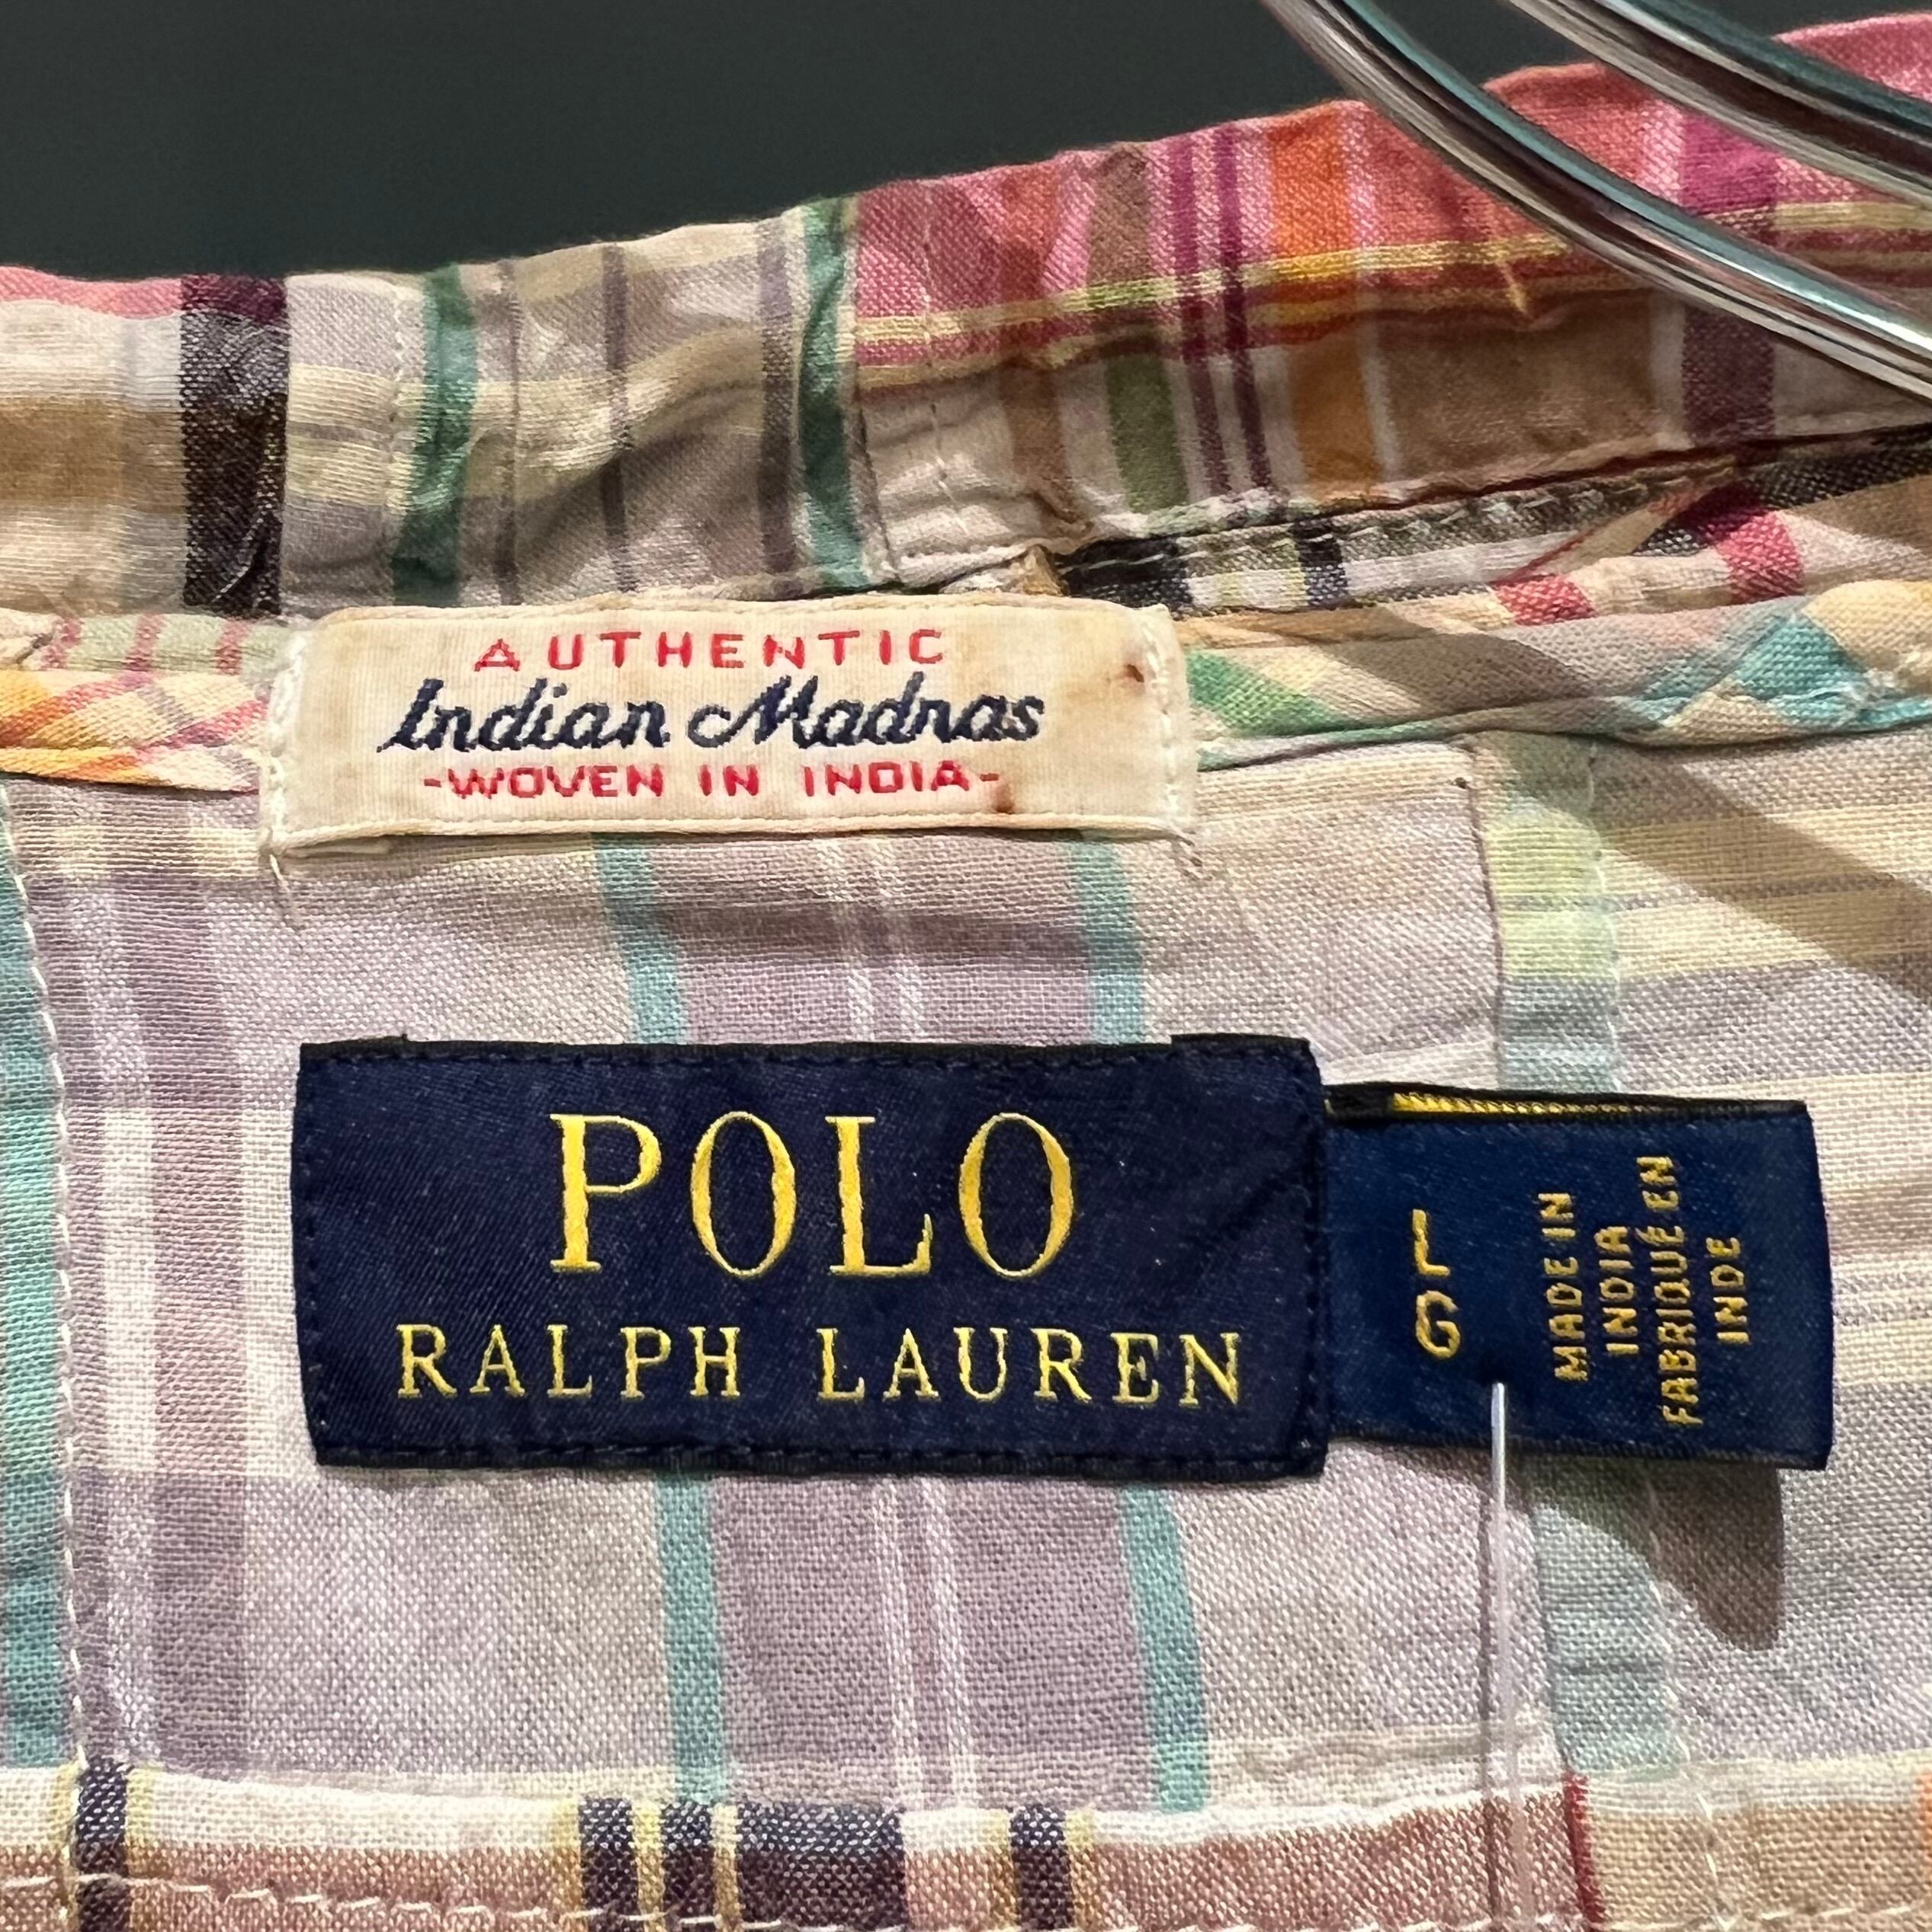 AUTHENTIC
Indian Madras
-WOVEN IN INDIA-
POLO
RALPH LAUREN
L
G
MADE IN
INDIA
FABRIQUÉ EN
INDE